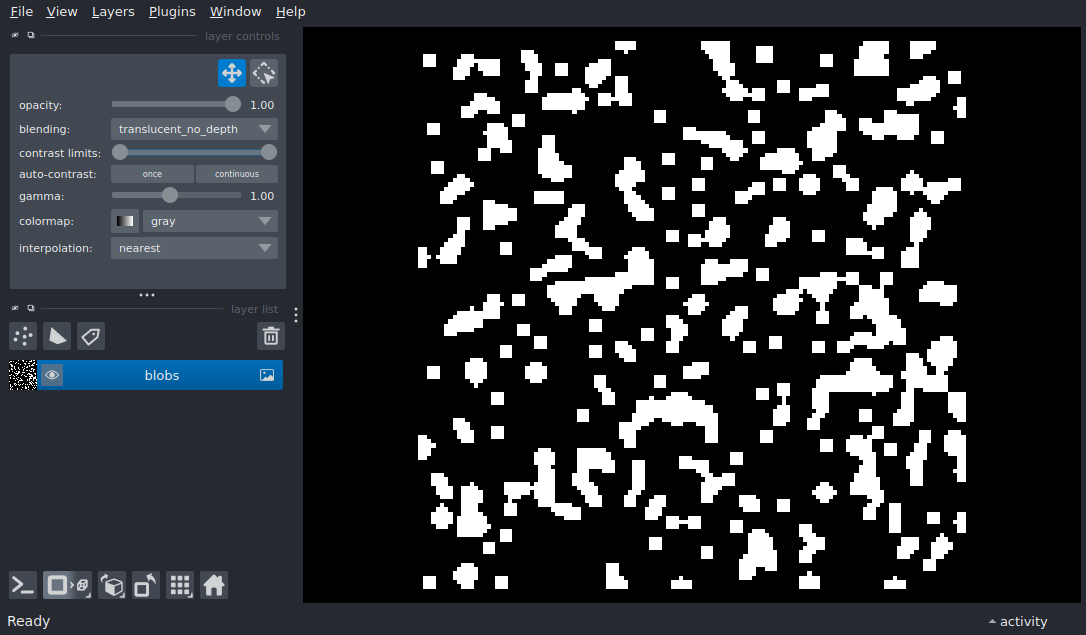 File View Layers Plugins Window Help
layer controls
opacity: 1.00
blending: translucent_no_depth
contrast limits:
auto-contrast: once continuous
gamma: 1.00
colormap: gray
interpolation: nearest
layer list
blobs
Ready activity